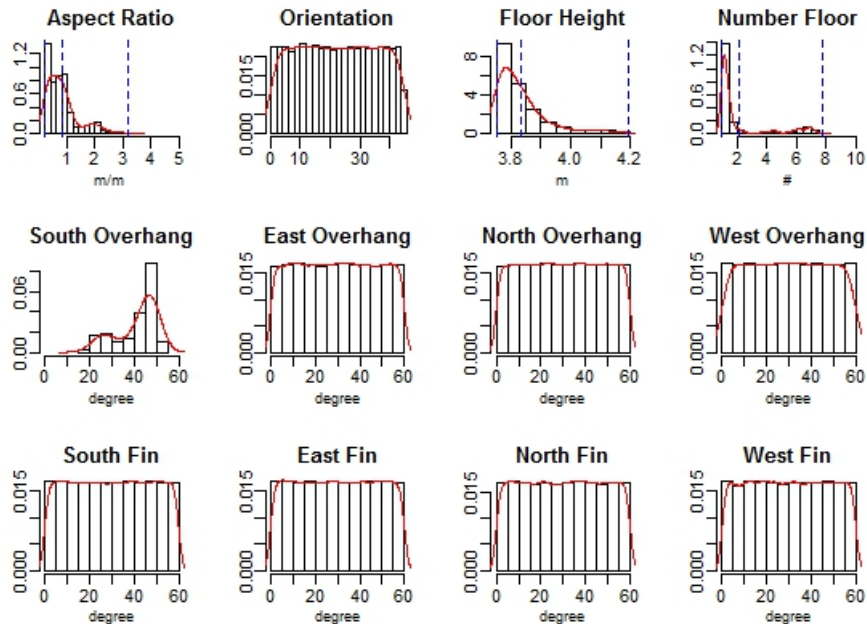 Aspect Ratio Orientation Floor Height Number Floor
0.0 0.6 1.2
1 2 3 4 5
m/m
0.000 0.015
0 10 30
0 4 8
3.8 4.0 4.2
m
0.0 0.6 1.2
2 4 6 8 10
#
South Overhang East Overhang North Overhang West Overhang
0.00 0.06
0 20 40 60
degree
0.000 0.015
0 20 40 60
degree
0.000 0.015
0 20 40 60
degree
0.000 0.015
0 20 40 60
degree
South Fin East Fin North Fin West Fin
0.000 0.015
0 20 40 60
degree
0.000 0.015
0 20 40 60
degree
0.000 0.015
0 20 40 60
degree
0.000 0.015
0 20 40 60
degree